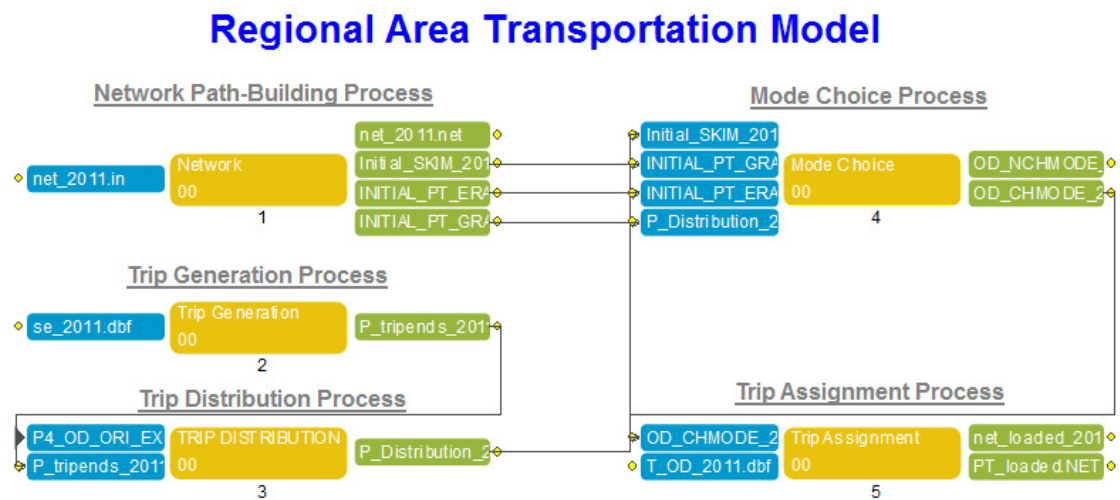 Regional Area Transportation Model
Network Path-Building Process
net_2011.in
Network
00
1
net_2011.net
Initial_SKIM_201
INITIAL_PT_ERA
INITIAL_PT_GRA
Mode Choice Process
Initial_SKIM_201
INITIAL_PT_GRA
INITIAL_PT_ERA
P_Distribution_2
Mode Choice
00
4
OD_NCHMODE_
OD_CHMODE_2
Trip Generation Process
se_2011.dbf
Trip Generation
00
2
P_tripends_201
Trip Distribution Process
P4_OD_ORI_EX
P_tripends_201
TRIP DISTRIBUTION
00
3
P_Distribution_2
Trip Assignment Process
OD_CHMODE_2
T_OD_2011.dbf
Trip Assignment
00
5
net_loaded_201
PT_loaded.NET